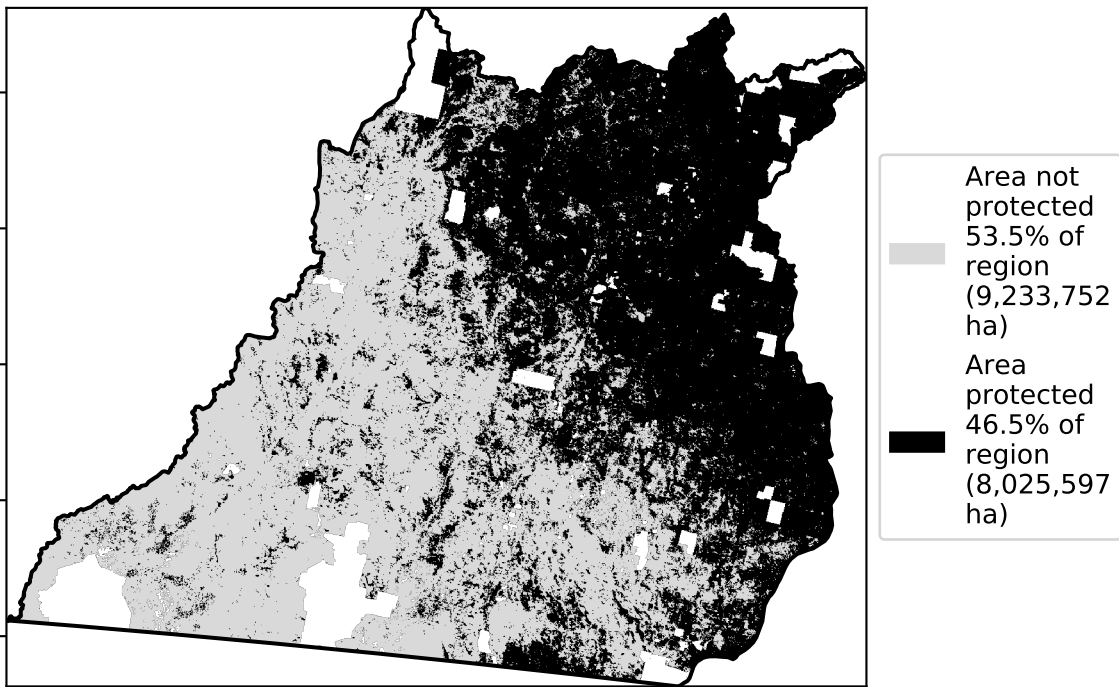 Area not
protected
53.5% of
region
(9,233,752
ha)
Area
protected
46.5% of
region
(8,025,597
ha)